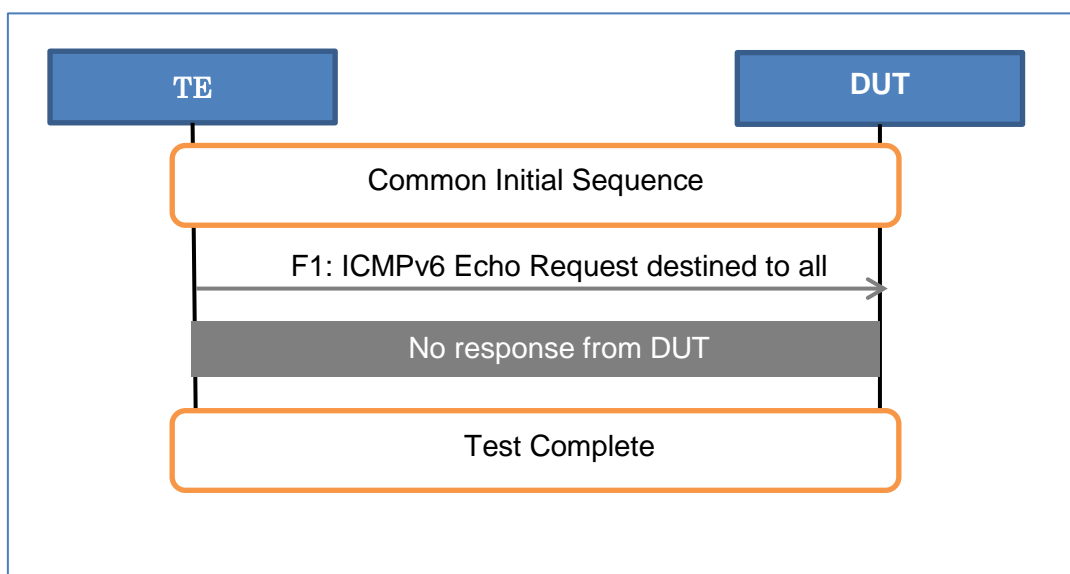 TE
DUT
Common Initial Sequence
F1: ICMPv6 Echo Request destined to all
No response from DUT
Test Complete